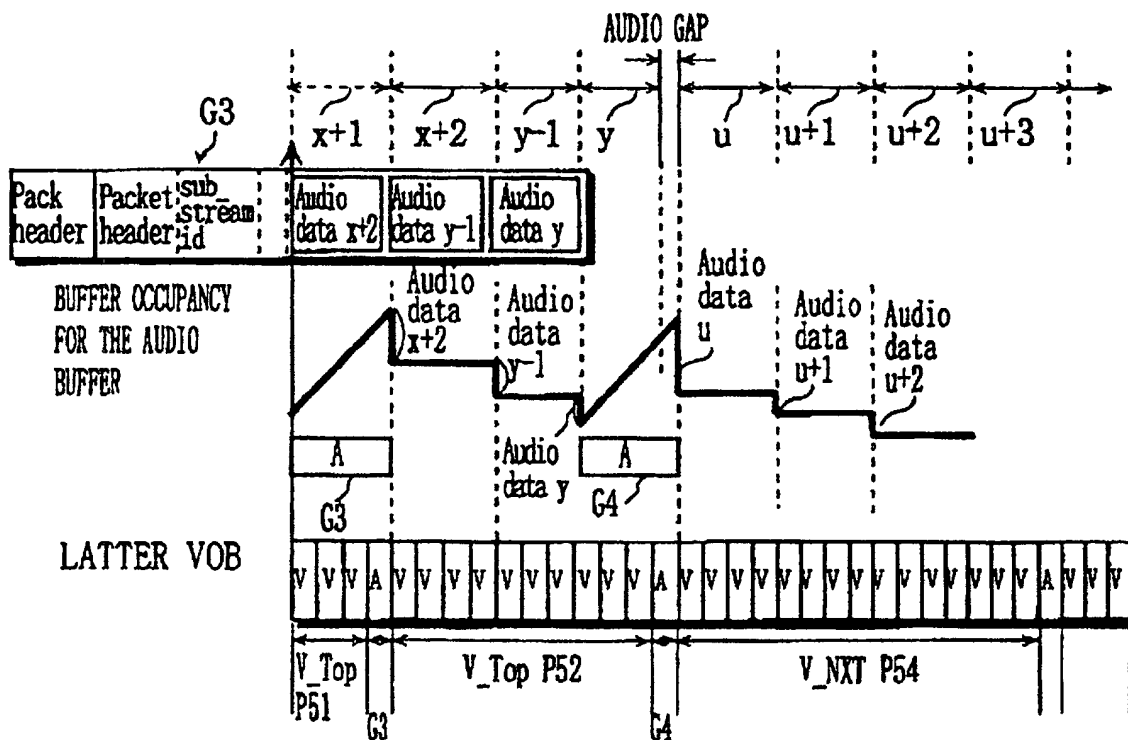 AUDIO GAP
x+1 x+2 y-1 y u u+1 u+2 u+3
G3
Pack header
Packet header
sub_stream id
Audio data x+2
Audio data y-1
Audio data y
BUFFER OCCUPANCY
FOR THE AUDIO
BUFFER
Audio data x+2
Audio data y-1
Audio data y
Audio data u
Audio data u+1
Audio data u+2
A
G3
A
G4
LATTER VOB
V V V A V V V V V V V V V V A V V V V V V V V V V V V V V V A V V V
V_Top P51
G3
V_Top P52
G4
V_NXT P54